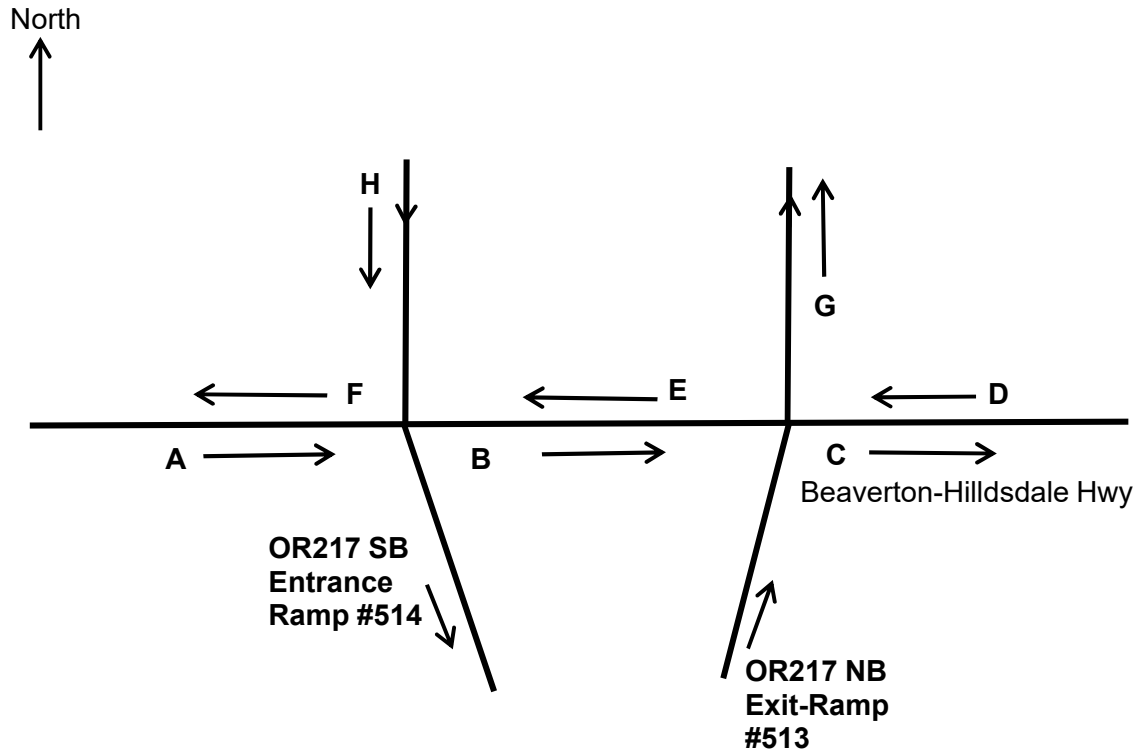 North
H
G
F
E
D
A
B
C
Beaverton-Hilldsdale Hwy
OR217 SB
Entrance
Ramp #514
OR217 NB
Exit-Ramp
#513